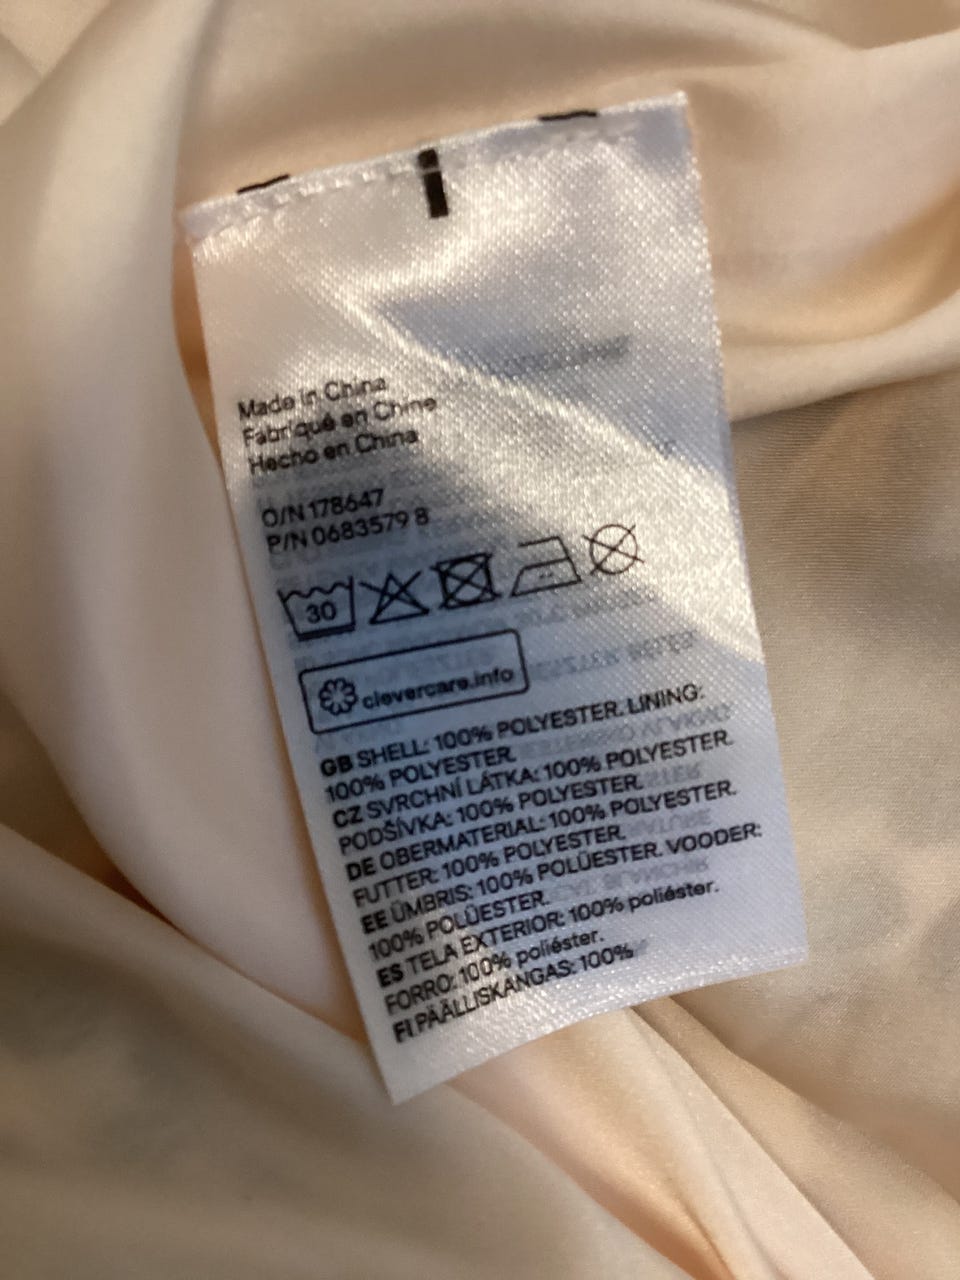 Made in China
Fabriqué en Chine
Hecho en China
O/N 178647
P/N 0683579 8
30
clevercare.info
GB SHELL: 100% POLYESTER. LINING:
100% POLYESTER.
CZ SVRCHNÍ LÁTKA: 100% POLYESTER.
PODŠÍVKA: 100% POLYESTER.
DE OBERMATERIAL: 100% POLYESTER.
FUTTER: 100% POLYESTER.
EE ÜMBRIS: 100% POLÜESTER. VOODER:
100% POLÜESTER.
ES TELA EXTERIOR: 100% poliéster.
FORRO: 100% poliéster.
FI PÄÄLLISKANGAS: 100%